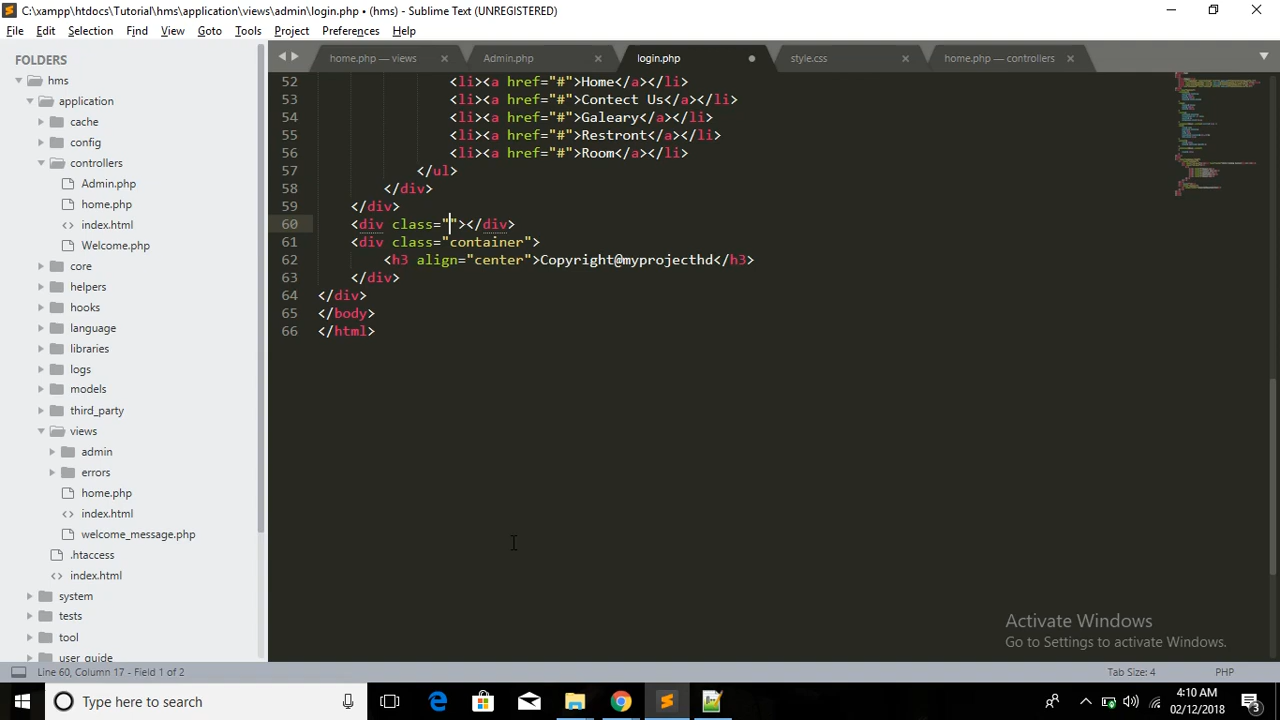 C:\xampp\htdocs\Tutorial\hms\application\views\admin\login.php • (hms) - Sublime Text (UNREGISTERED)
File Edit Selection Find View Goto Tools Project Preferences Help
FOLDERS
hms
application
cache
config
controllers
Admin.php
home.php
index.html
Welcome.php
core
helpers
hooks
language
libraries
logs
models
third_party
views
admin
errors
home.php
index.html
welcome_message.php
.htaccess
index.html
system
tests
tool
user_guide
home.php — views Admin.php login.php style.css home.php — controllers
52 <li><a href="#">Home</a></li>
53 <li><a href="#">Contect Us</a></li>
54 <li><a href="#">Galeary</a></li>
55 <li><a href="#">Restront</a></li>
56 <li><a href="#">Room</a></li>
57 </ul>
58 </div>
59 </div>
60 <div class=""></div>
61 <div class="container">
62 <h3 align="center">Copyright@myprojecthd</h3>
63 </div>
64 </div>
65 </body>
66 </html>
Activate Windows
Go to Settings to activate Windows.
Line 60, Column 17 - Field 1 of 2 Tab Size: 4 PHP
Type here to search
4:10 AM
02/12/2018
3